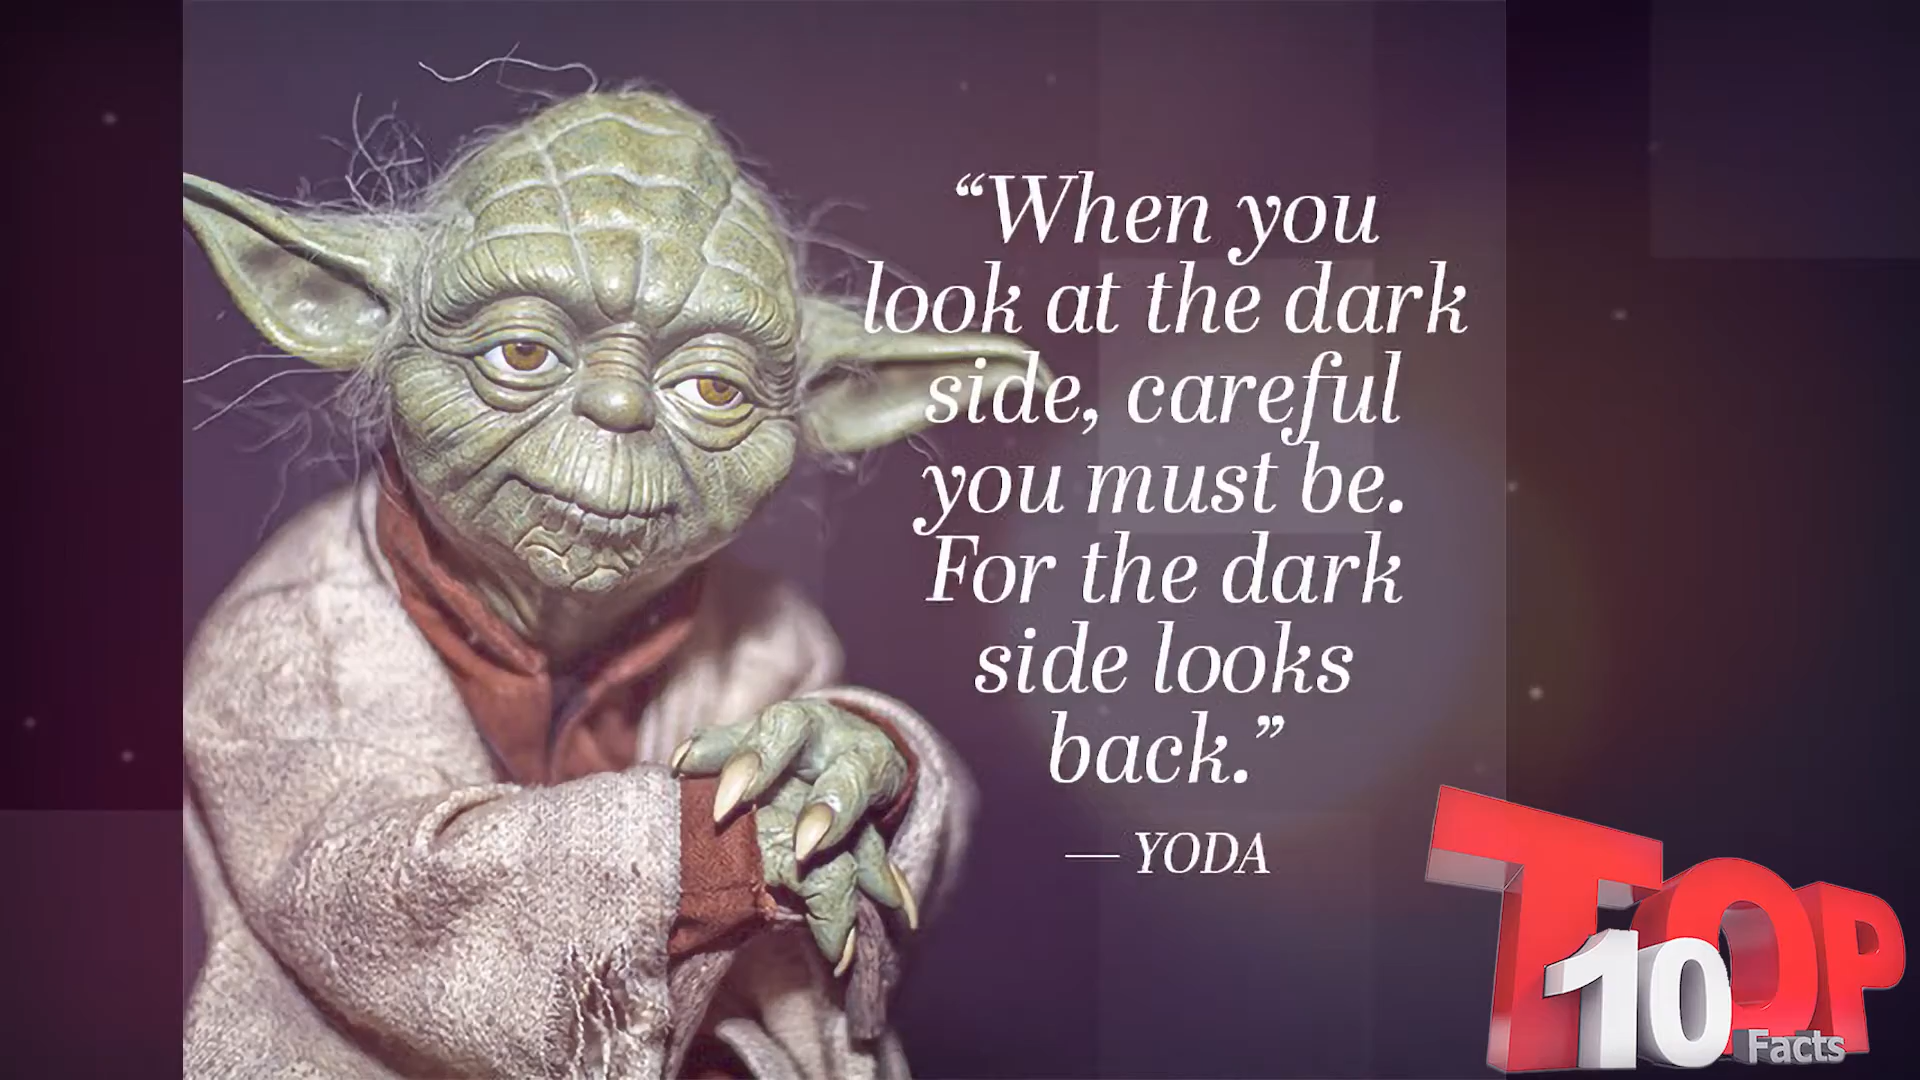 “When you
look at the dark
side, careful
you must be.
For the dark
side looks
back.”
— YODA
TOP
10
Facts